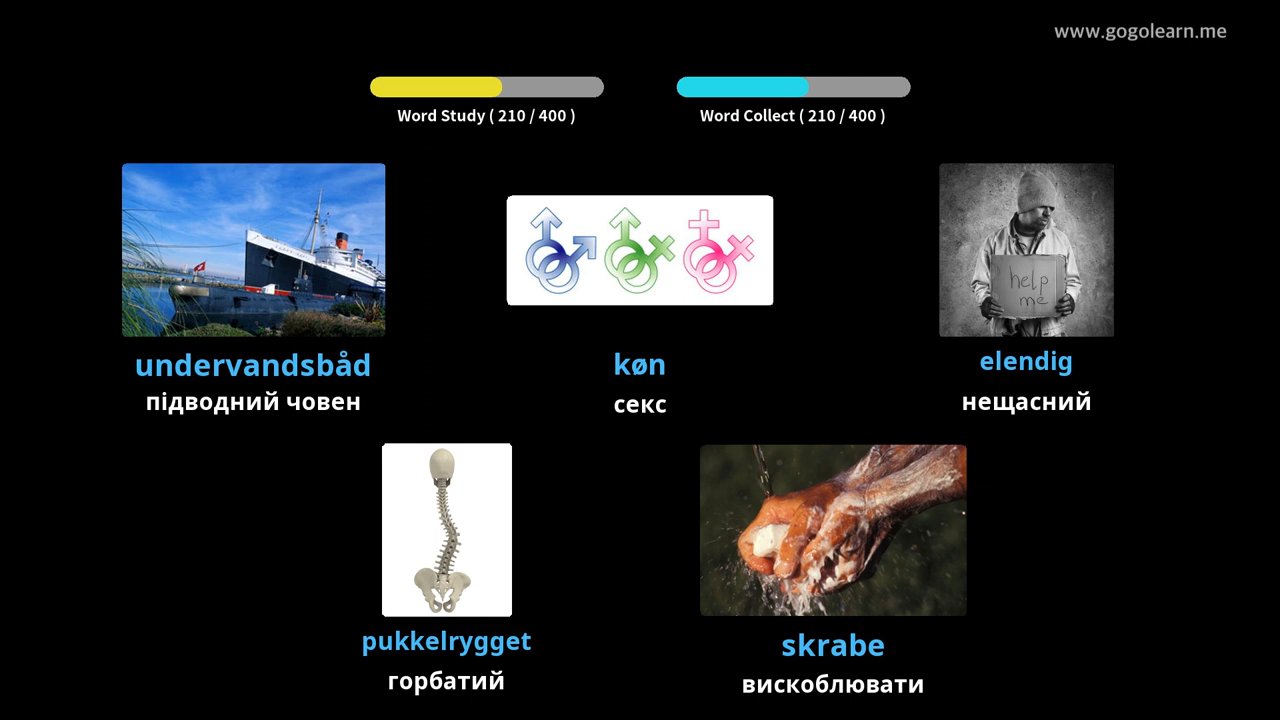 www.gogolearn.me
Word Study ( 210 / 400 )
Word Collect ( 210 / 400 )
help
me
undervandsbåd
підводний човен
køn
секс
elendig
нещасний
pukkelrygget
горбатий
skrabe
вискоблювати